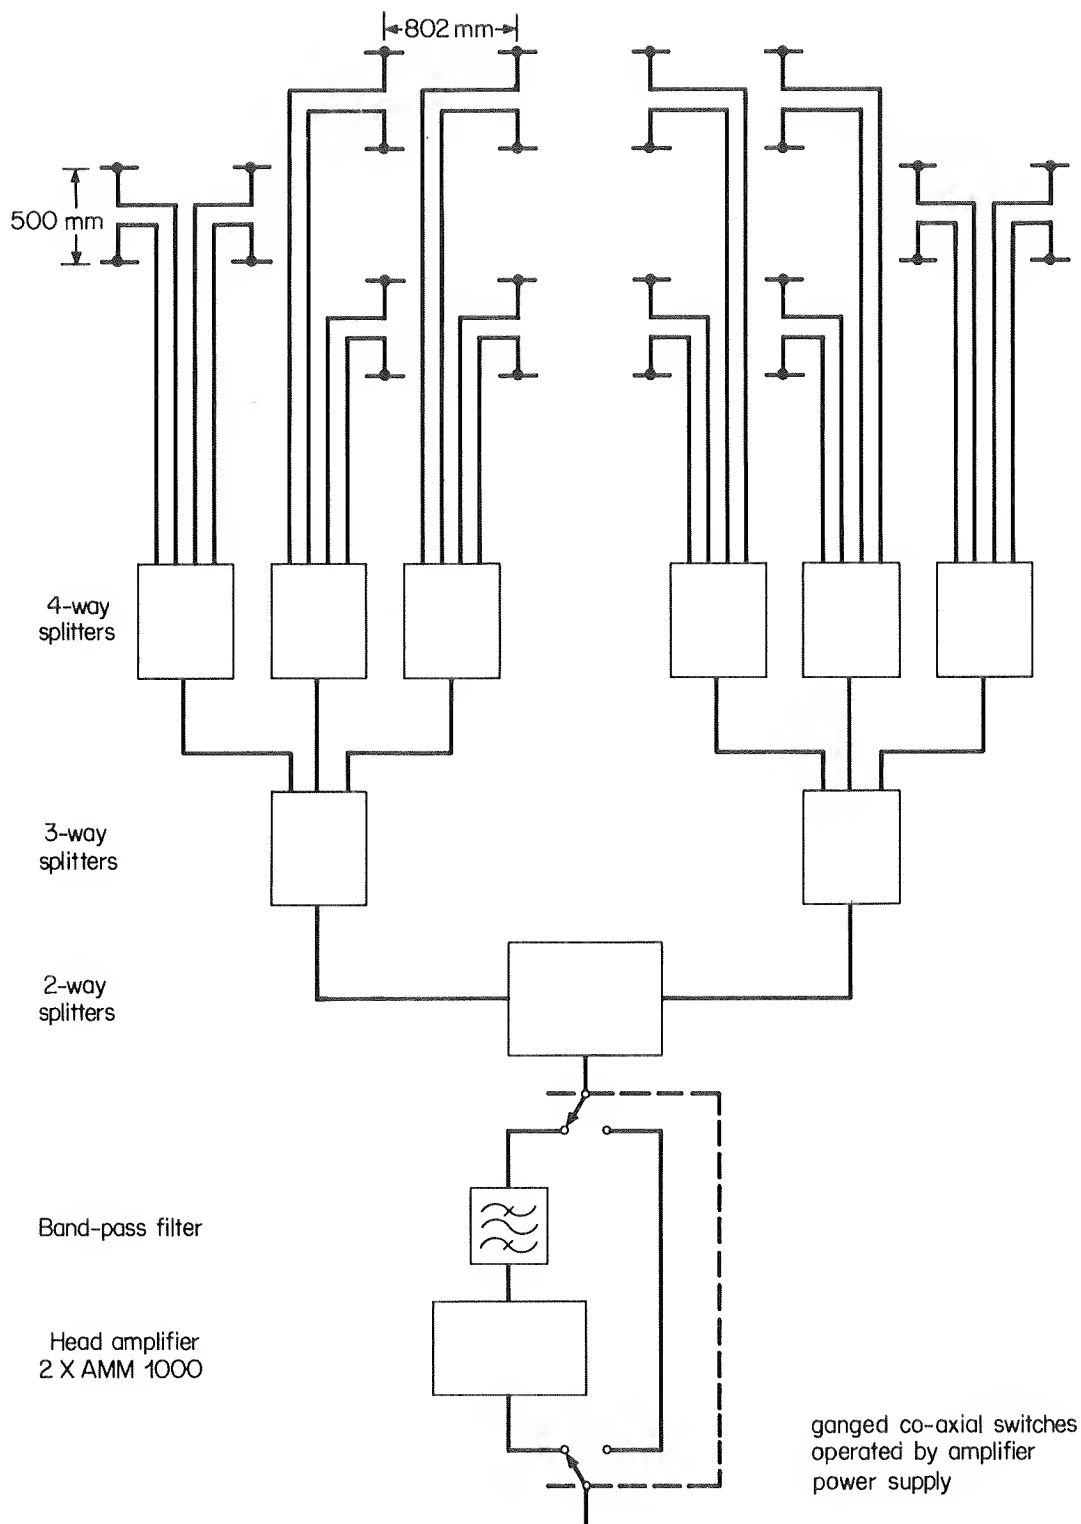 802 mm
500 mm
4-way
splitters
3-way
splitters
2-way
splitters
Band-pass filter
Head amplifier
2 X AMM 1000
ganged co-axial switches
operated by amplifier
power supply